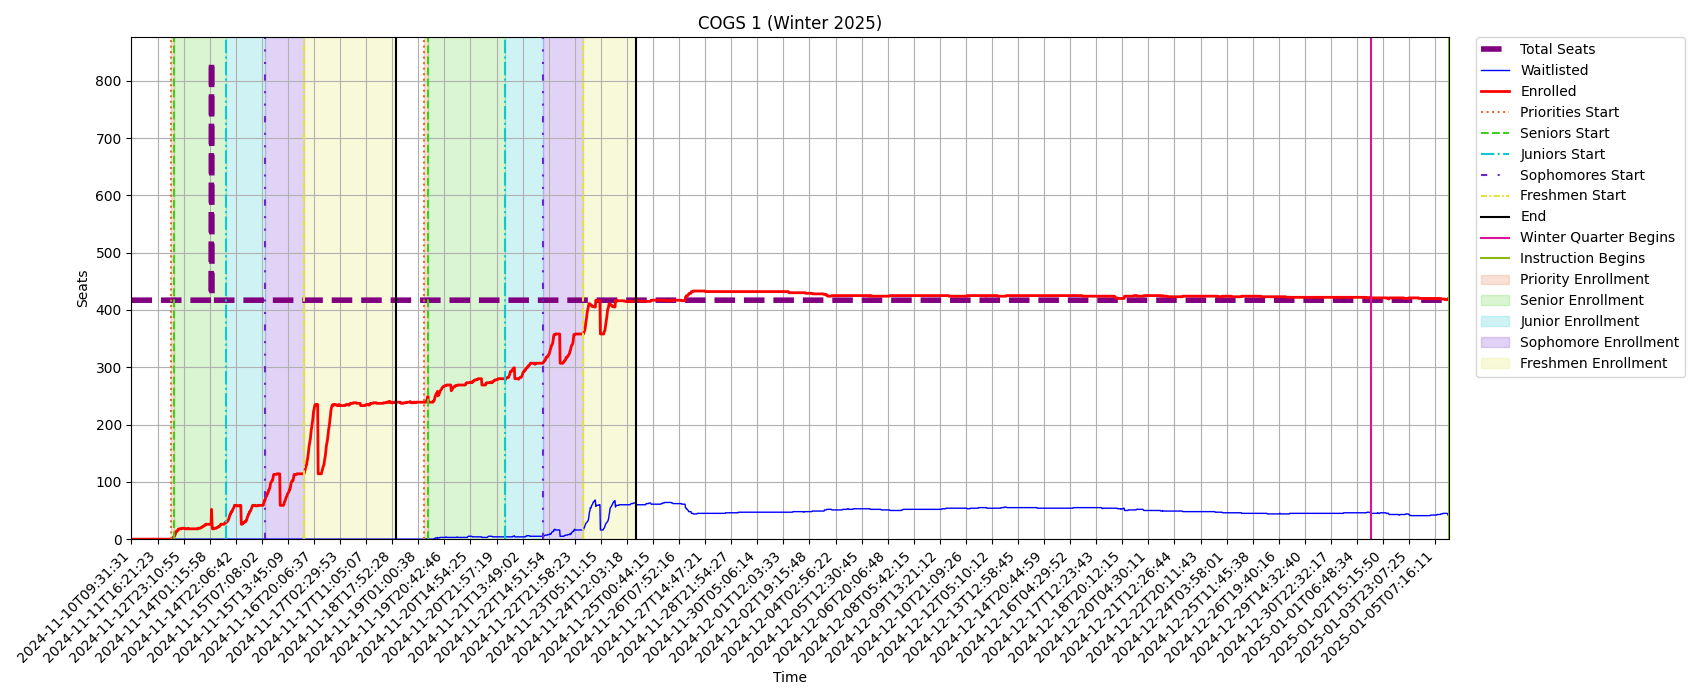 COGS 1 (Winter 2025)
Seats
800
700
600
500
400
300
200
100
0
2024-11-10T09:31:31
2024-11-11T16:21:23
2024-11-12T23:10:55
2024-11-14T01:15:58
2024-11-14T22:06:42
2024-11-15T07:08:02
2024-11-15T13:45:09
2024-11-16T20:06:37
2024-11-17T02:29:53
2024-11-17T11:05:07
2024-11-18T17:52:28
2024-11-19T01:00:38
2024-11-19T20:42:46
2024-11-20T14:54:25
2024-11-20T21:57:19
2024-11-21T13:49:02
2024-11-22T14:51:54
2024-11-22T21:58:23
2024-11-23T05:11:15
2024-11-24T12:03:18
2024-11-25T00:44:15
2024-11-26T07:52:16
2024-11-27T14:47:21
2024-11-28T21:54:27
2024-11-30T05:06:14
2024-12-01T12:03:33
2024-12-02T19:15:48
2024-12-04T02:56:22
2024-12-05T12:30:45
2024-12-06T20:06:48
2024-12-08T05:42:15
2024-12-09T13:21:12
2024-12-10T21:09:26
2024-12-12T05:10:12
2024-12-13T12:58:45
2024-12-14T20:44:59
2024-12-16T04:29:52
2024-12-17T12:23:43
2024-12-18T20:12:15
2024-12-20T04:30:11
2024-12-21T12:26:44
2024-12-22T20:11:43
2024-12-24T03:58:01
2024-12-25T11:45:38
2024-12-26T19:40:16
2024-12-29T14:32:40
2024-12-30T22:32:17
2025-01-01T06:48:34
2025-01-02T15:15:50
2025-01-03T23:07:25
2025-01-05T07:16:11
Time
Total Seats
Waitlisted
Enrolled
Priorities Start
Seniors Start
Juniors Start
Sophomores Start
Freshmen Start
End
Winter Quarter Begins
Instruction Begins
Priority Enrollment
Senior Enrollment
Junior Enrollment
Sophomore Enrollment
Freshmen Enrollment